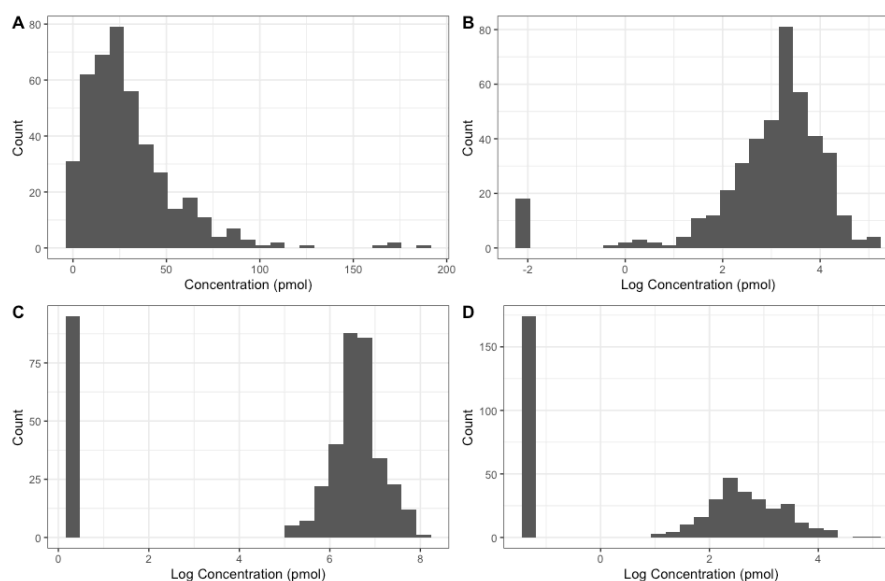 A
80
60
40
20
0
Count
0 50 100 150 200
Concentration (pmol)
B
80
60
40
20
0
Count
-2 0 2 4
Log Concentration (pmol)
C
75
50
25
0
Count
0 2 4 6 8
Log Concentration (pmol)
D
150
100
50
0
Count
0 2 4
Log Concentration (pmol)